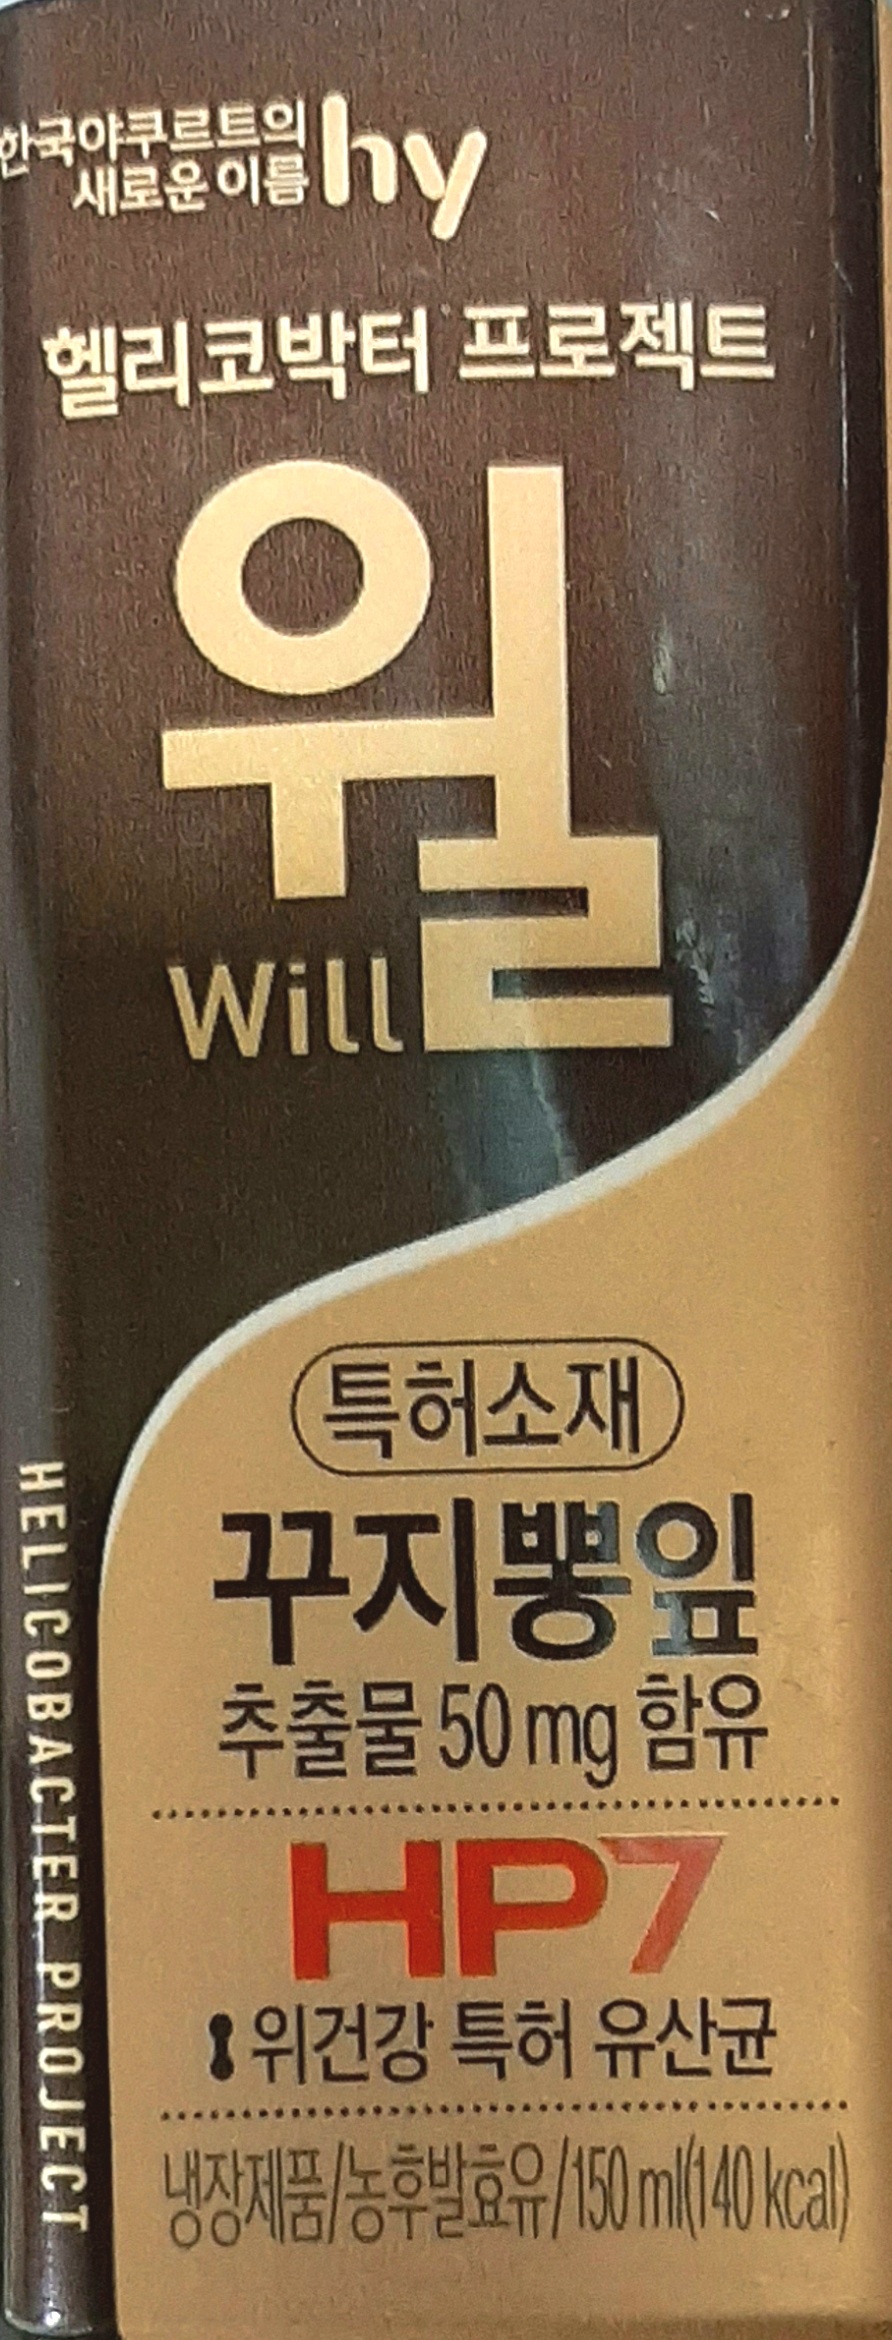 한국야쿠르트의
새로운 이름
hy
헬리코박터 프로젝트
윌
Will
특허소재
꾸지뽕잎
추출물 50 mg 함유
HP7
위건강 특허 유산균
냉장제품/농후발효유/150 ml(140 kcal)
HELICOBACTER PROJECT